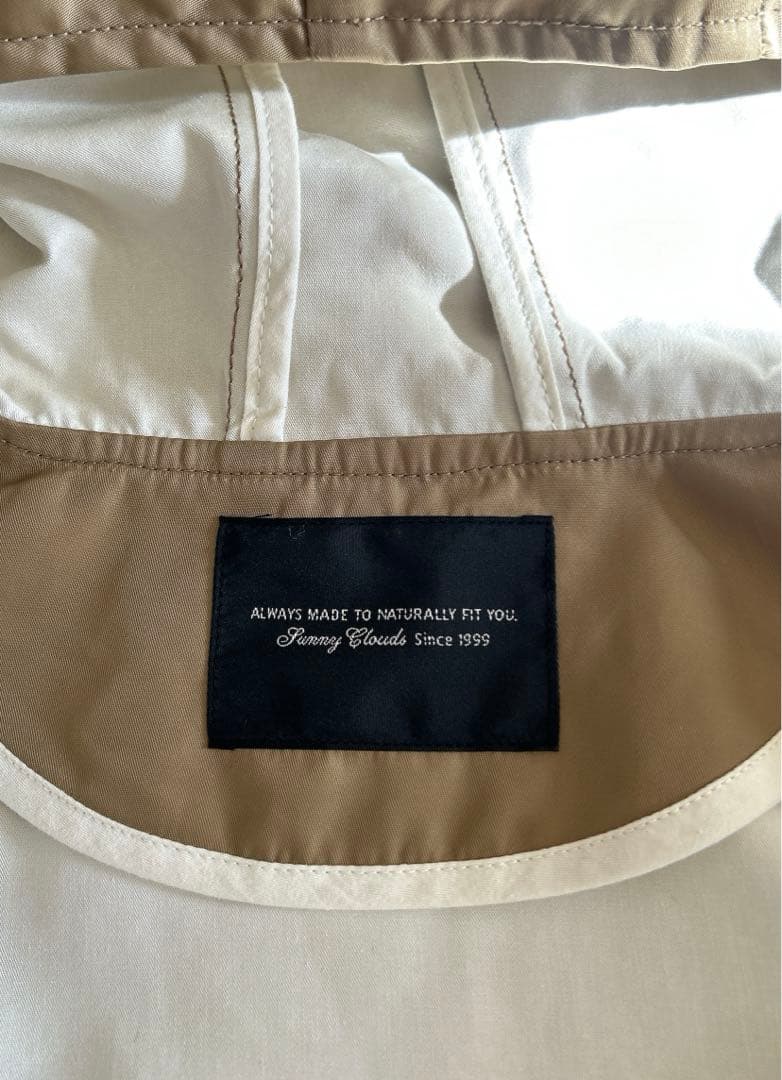 ALWAYS MADE TO NATURALLY FIT YOU.
Sunny Clouds Since 1999